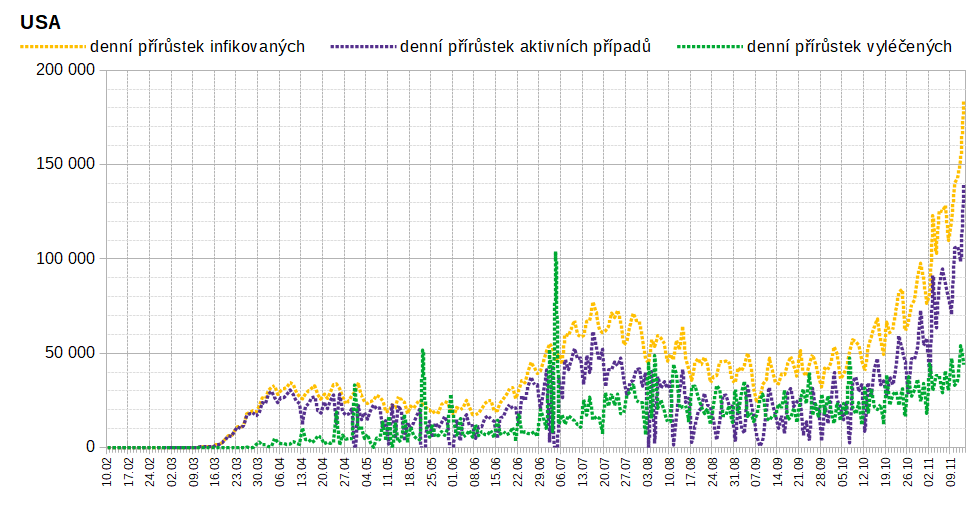 USA
denní přírůstek infikovaných denní přírůstek aktivních případů denní přírůstek vyléčených
200 000
150 000
100 000
50 000
0
10.02 17.02 24.02 02.03 09.03 16.03 23.03 30.03 06.04 13.04 20.04 27.04 04.05 11.05 18.05 25.05 01.06 08.06 15.06 22.06 29.06 06.07 13.07 20.07 27.07 03.08 10.08 17.08 24.08 31.08 07.09 14.09 21.09 28.09 05.10 12.10 19.10 26.10 02.11 09.11